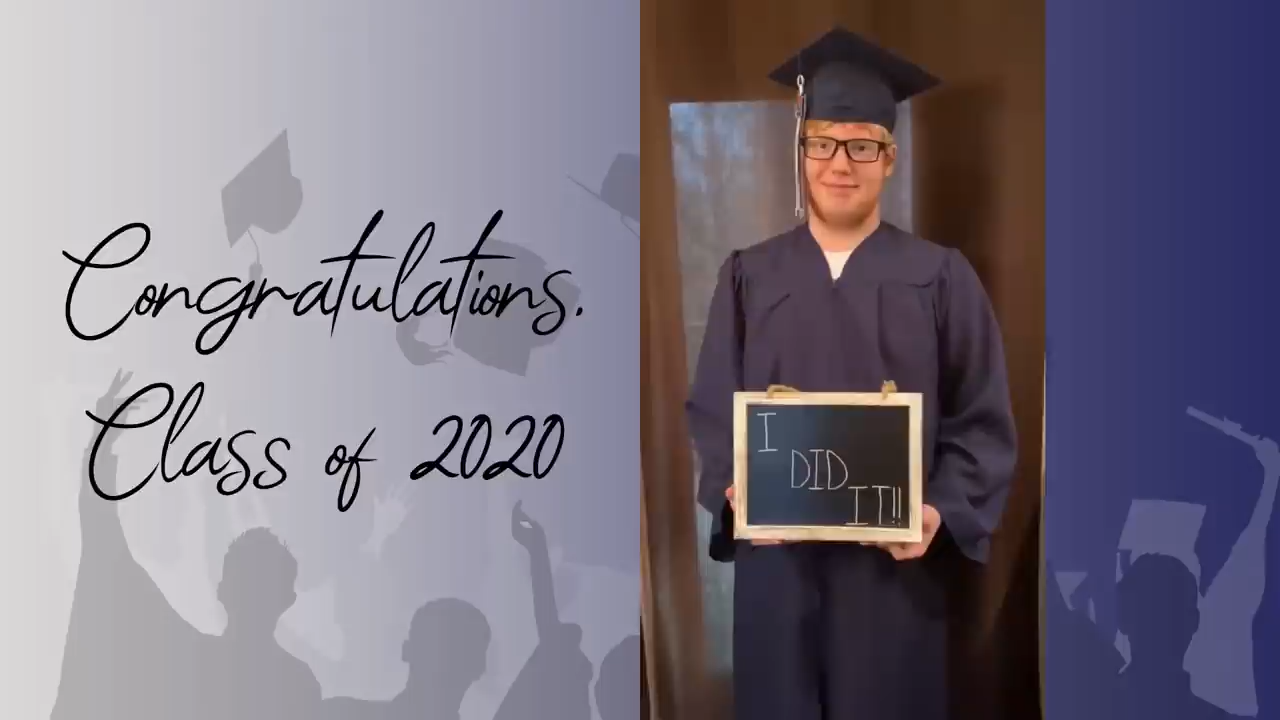 Congratulations,
Class of 2020
I
DID
IT!!